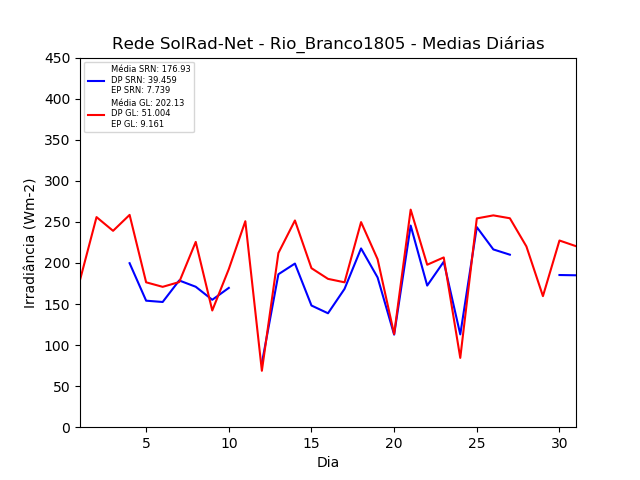 Rede SolRad-Net - Rio_Branco1805 - Medias Diárias
450
400
350
300
250
200
150
100
50
0
Irradiância (Wm-2)
Média SRN: 176.93
DP SRN: 39.459
EP SRN: 7.739
Média GL: 202.13
DP GL: 51.004
EP GL: 9.161
5
10
15
20
25
30
Dia